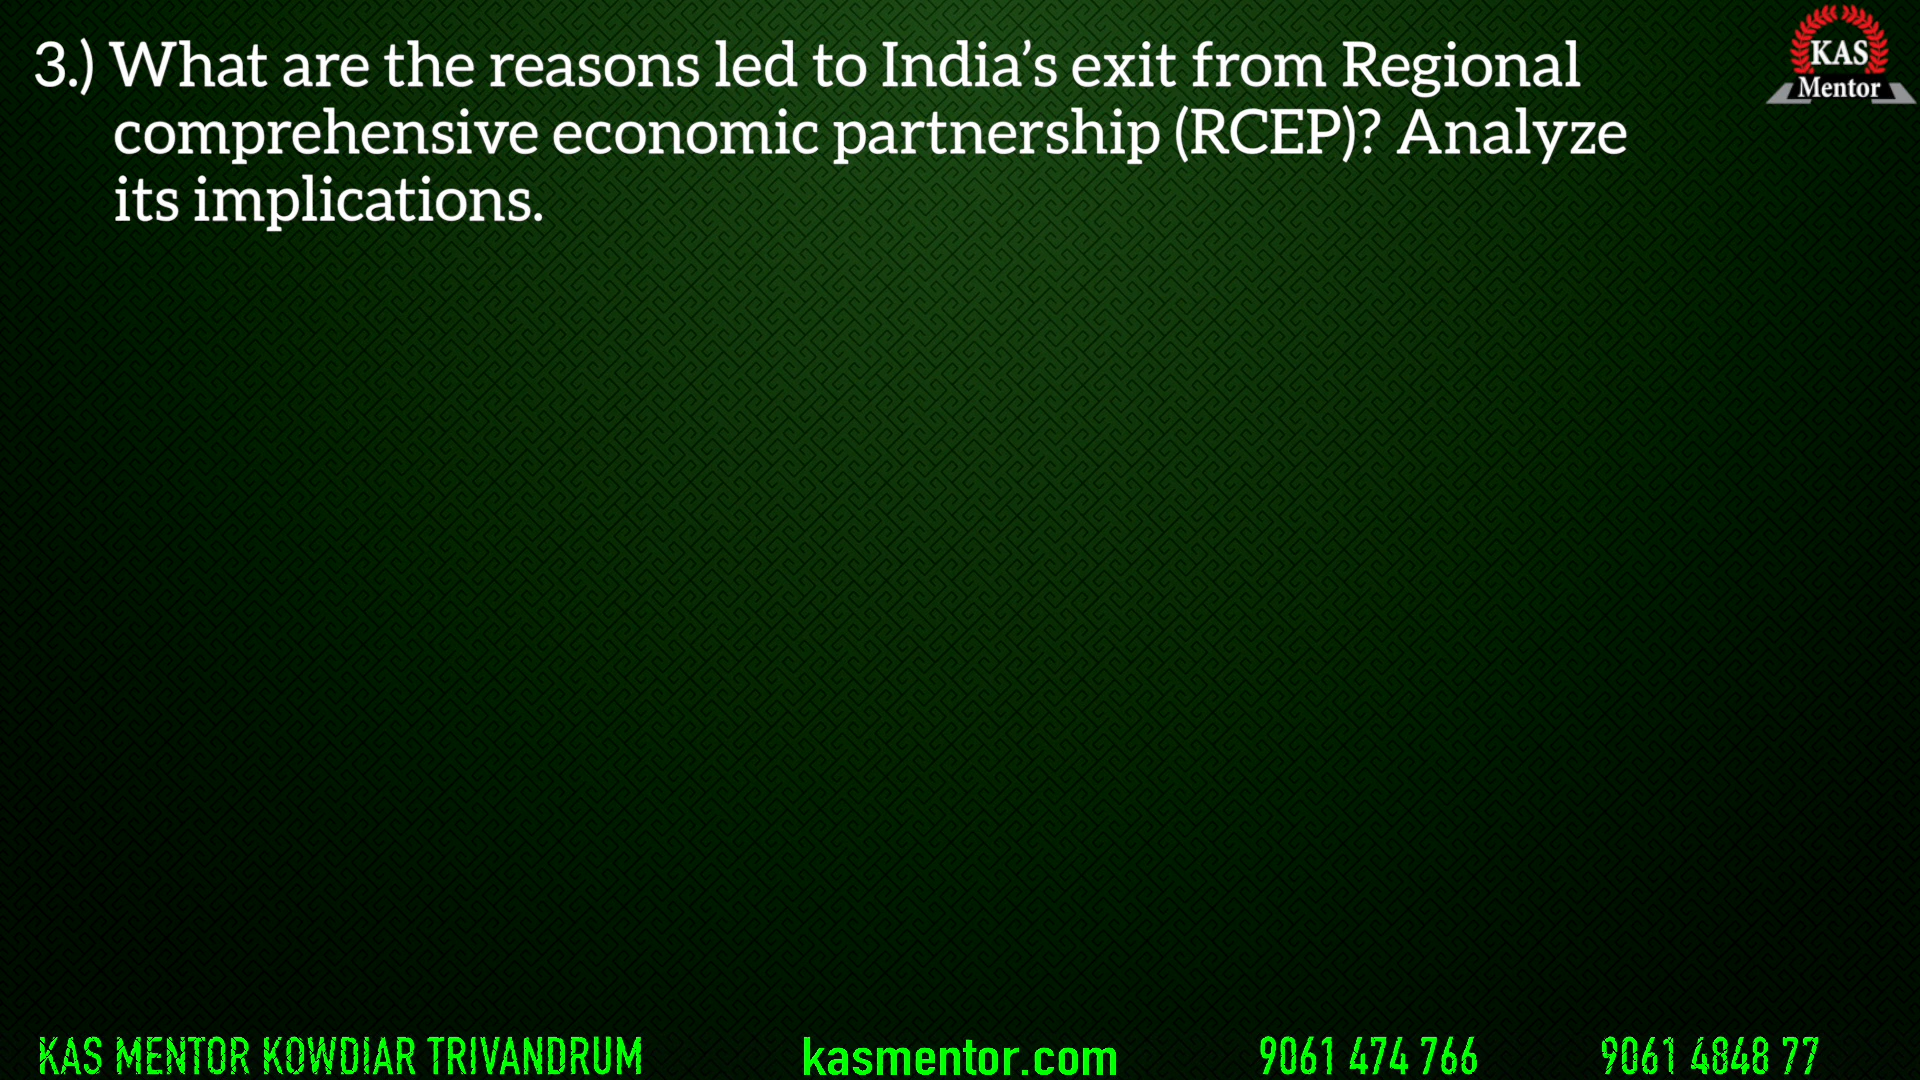 3.) What are the reasons led to India’s exit from Regional
comprehensive economic partnership (RCEP)? Analyze
its implications.
KAS
Mentor
KAS MENTOR KOWDIAR TRIVANDRUM
kasmentor.com
9061 474 766
9061 4848 77